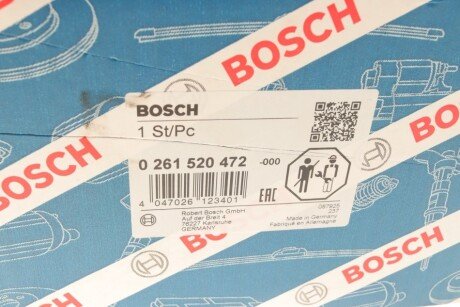 BOSCH
BOSCH
1 St/Pc
0 261 520 472 -000
4 047026 123401
EAC
Robert Bosch GmbH
Auf der Breit 4
76227 Karlsruhe
GERMANY
Made in Germany
Fabriqué en Allemagne
BOSCH
BOSCH
BOSCH